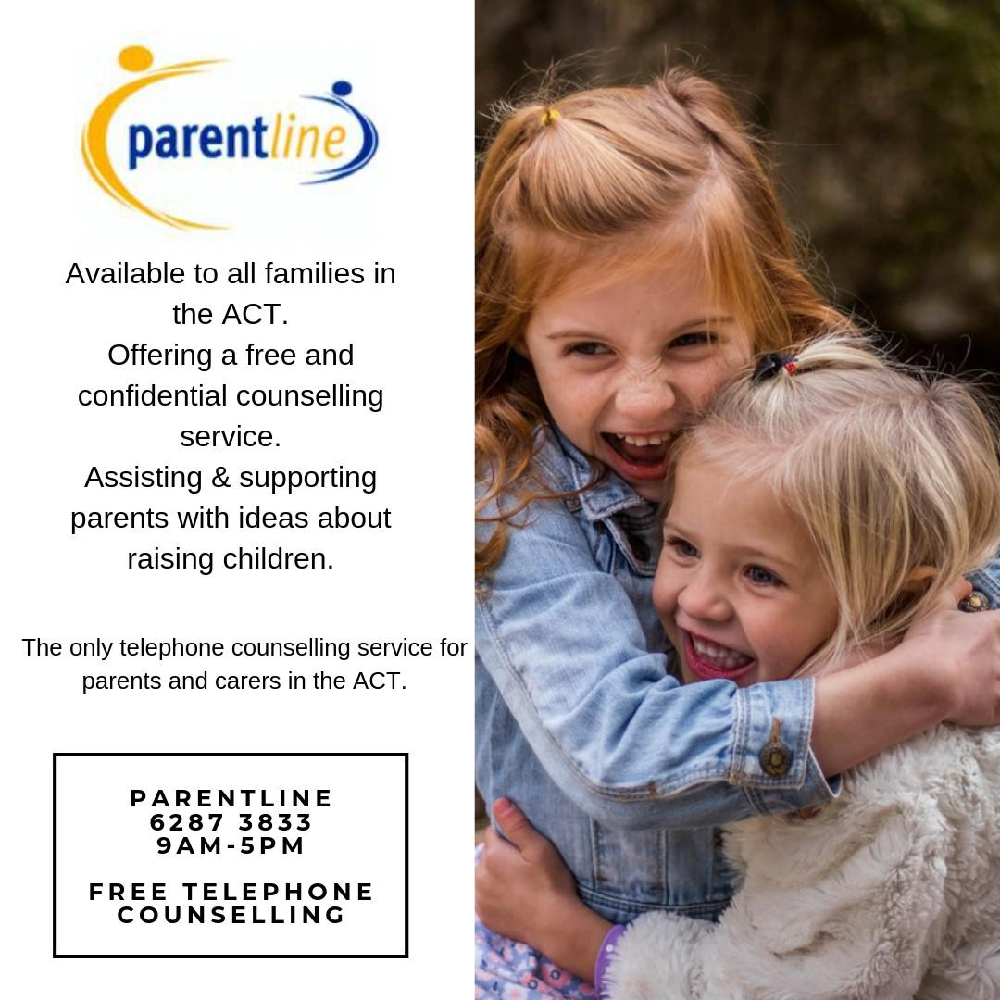 parentline
Available to all families in
the ACT.
Offering a free and
confidential counselling
service.
Assisting & supporting
parents with ideas about
raising children.
The only telephone counselling service for
parents and carers in the ACT.
PARENTLINE
6287 3833
9AM-5PM
FREE TELEPHONE
COUNSELLING